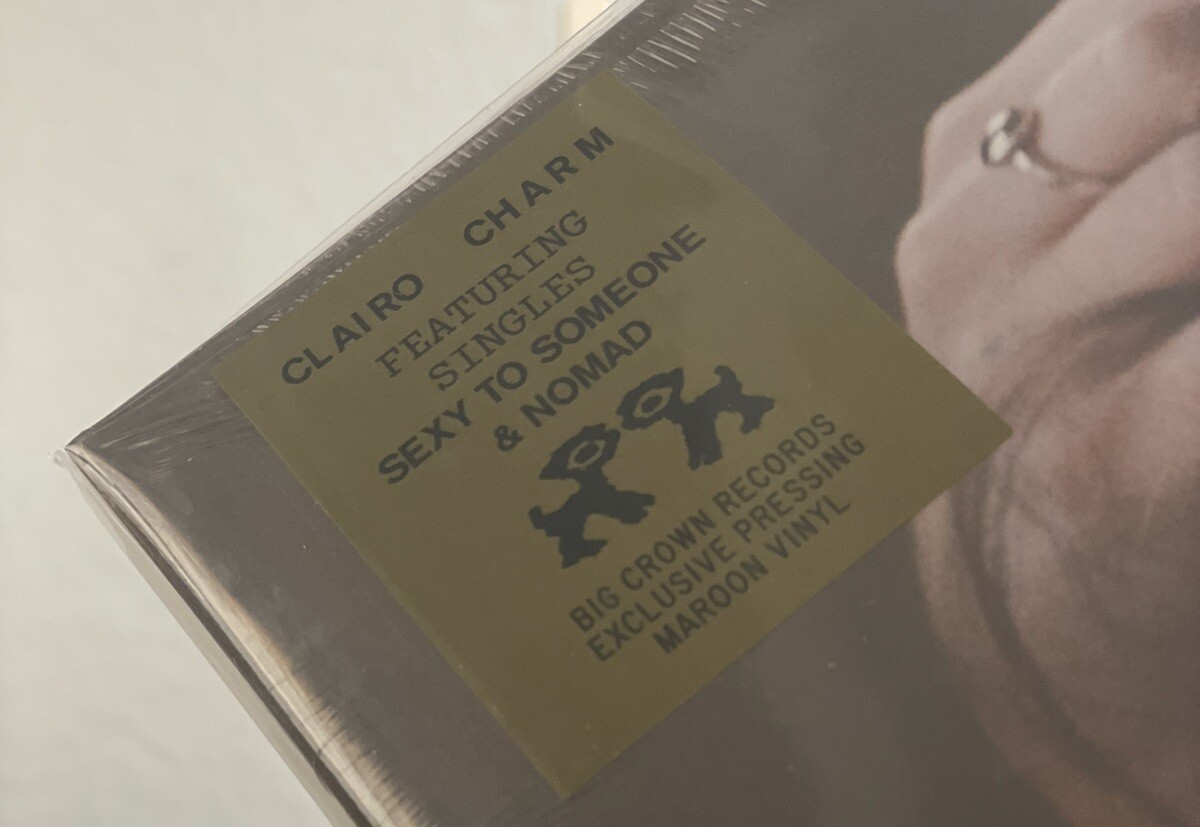 CLAIRO CHARM
FEATURING
SINGLES
SEXY TO SOMEONE
& NOMAD
BIG CROWN RECORDS
EXCLUSIVE PRESSING
MAROON VINYL